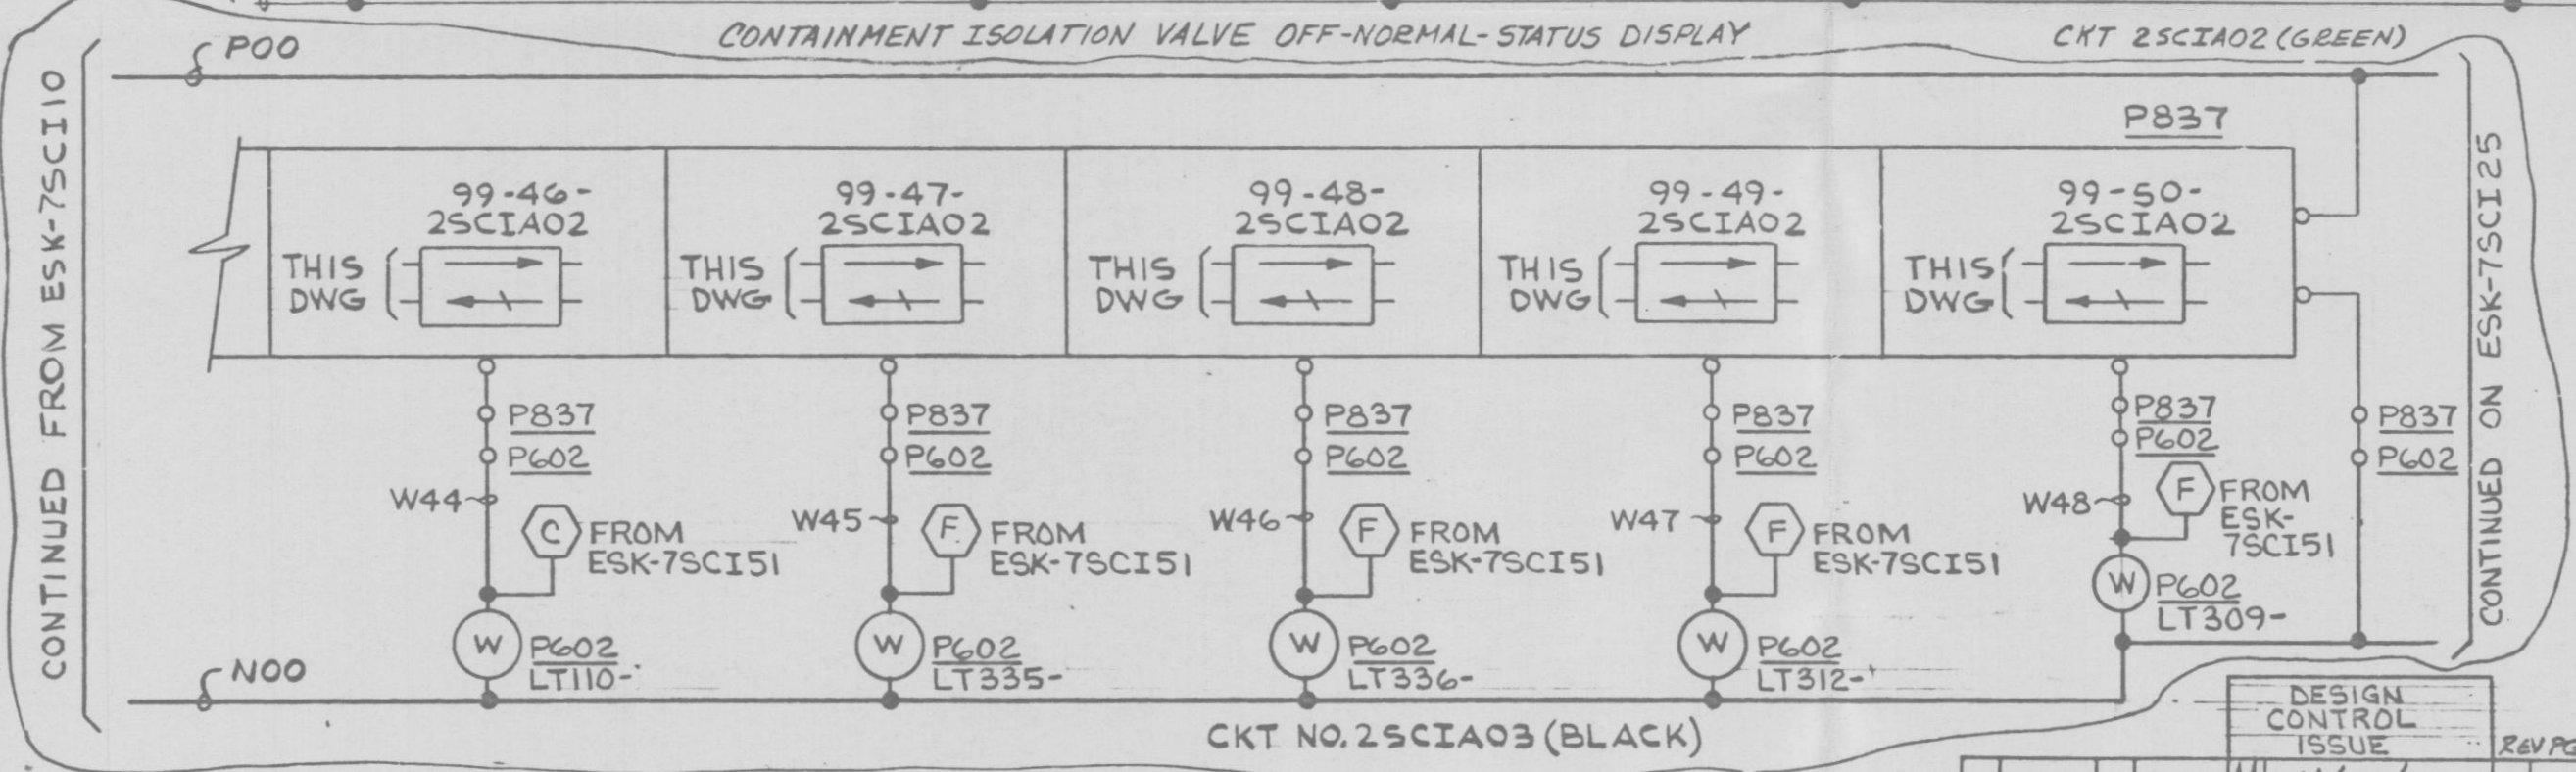 CONTAINMENT ISOLATION VALVE OFF-NORMAL-STATUS DISPLAY
CKT 2SCIA02 (GREEN)
CONTINUED FROM ESK-7SCI10
P00
P837
99-46-
2SCIA02
THIS
DWG
99-47-
2SCIA02
THIS
DWG
99-48-
2SCIA02
THIS
DWG
99-49-
2SCIA02
THIS
DWG
99-50-
2SCIA02
THIS
DWG
P837
P602
W44
C
FROM
ESK-7SCI51
W
P602
LT110-
P837
P602
W45
F
FROM
ESK-7SCI51
W
P602
LT335-
P837
P602
W46
F
FROM
ESK-7SCI51
W
P602
LT336-
P837
P602
W47
F
FROM
ESK-7SCI51
W
P602
LT312-
P837
P602
W48
F
FROM
ESK-
7SCI51
W
P602
LT309-
P837
P602
CONTINUED ON ESK-7SCI25
N00
CKT NO. 2SCIA03 (BLACK)
DESIGN
CONTROL
ISSUE